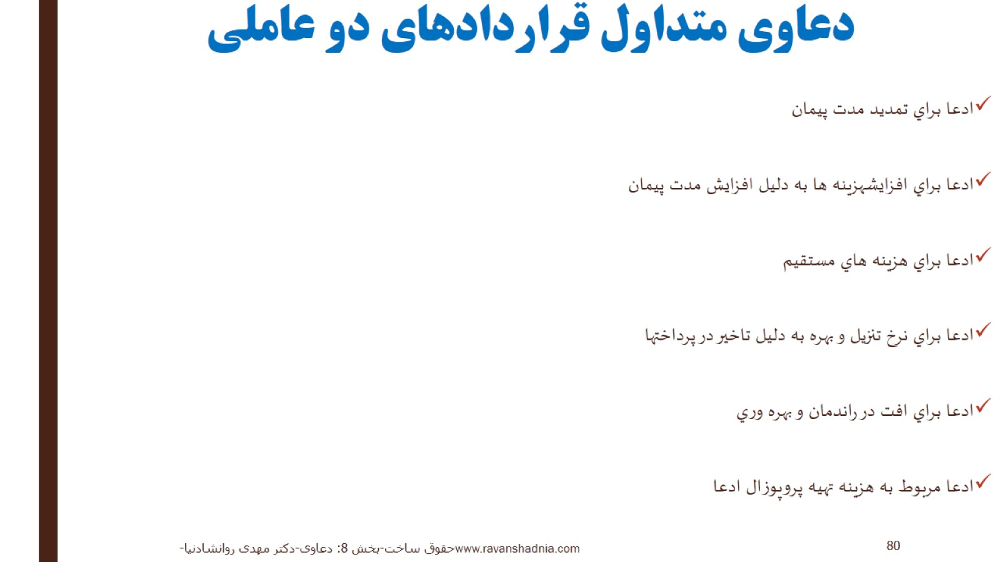 دعاوی متداول قراردادهای دو عاملی
✓ادعا براي تمديد مدت پيمان
✓ادعا براي افزايشهزينه ها به دليل افزايش مدت پيمان
✓ادعا براي هزينه هاي مستقيم
✓ادعا براي نرخ تنزيل و بهره به دليل تاخير در پرداختها
✓ادعا براي افت در راندمان و بهره وري
✓ادعا مربوط به هزينه تهيه پروپوزال ادعا
حقوق ساخت-بخش 8: دعاوی-دکتر مهدی روانشادنیا-www.ravanshadnia.com
80